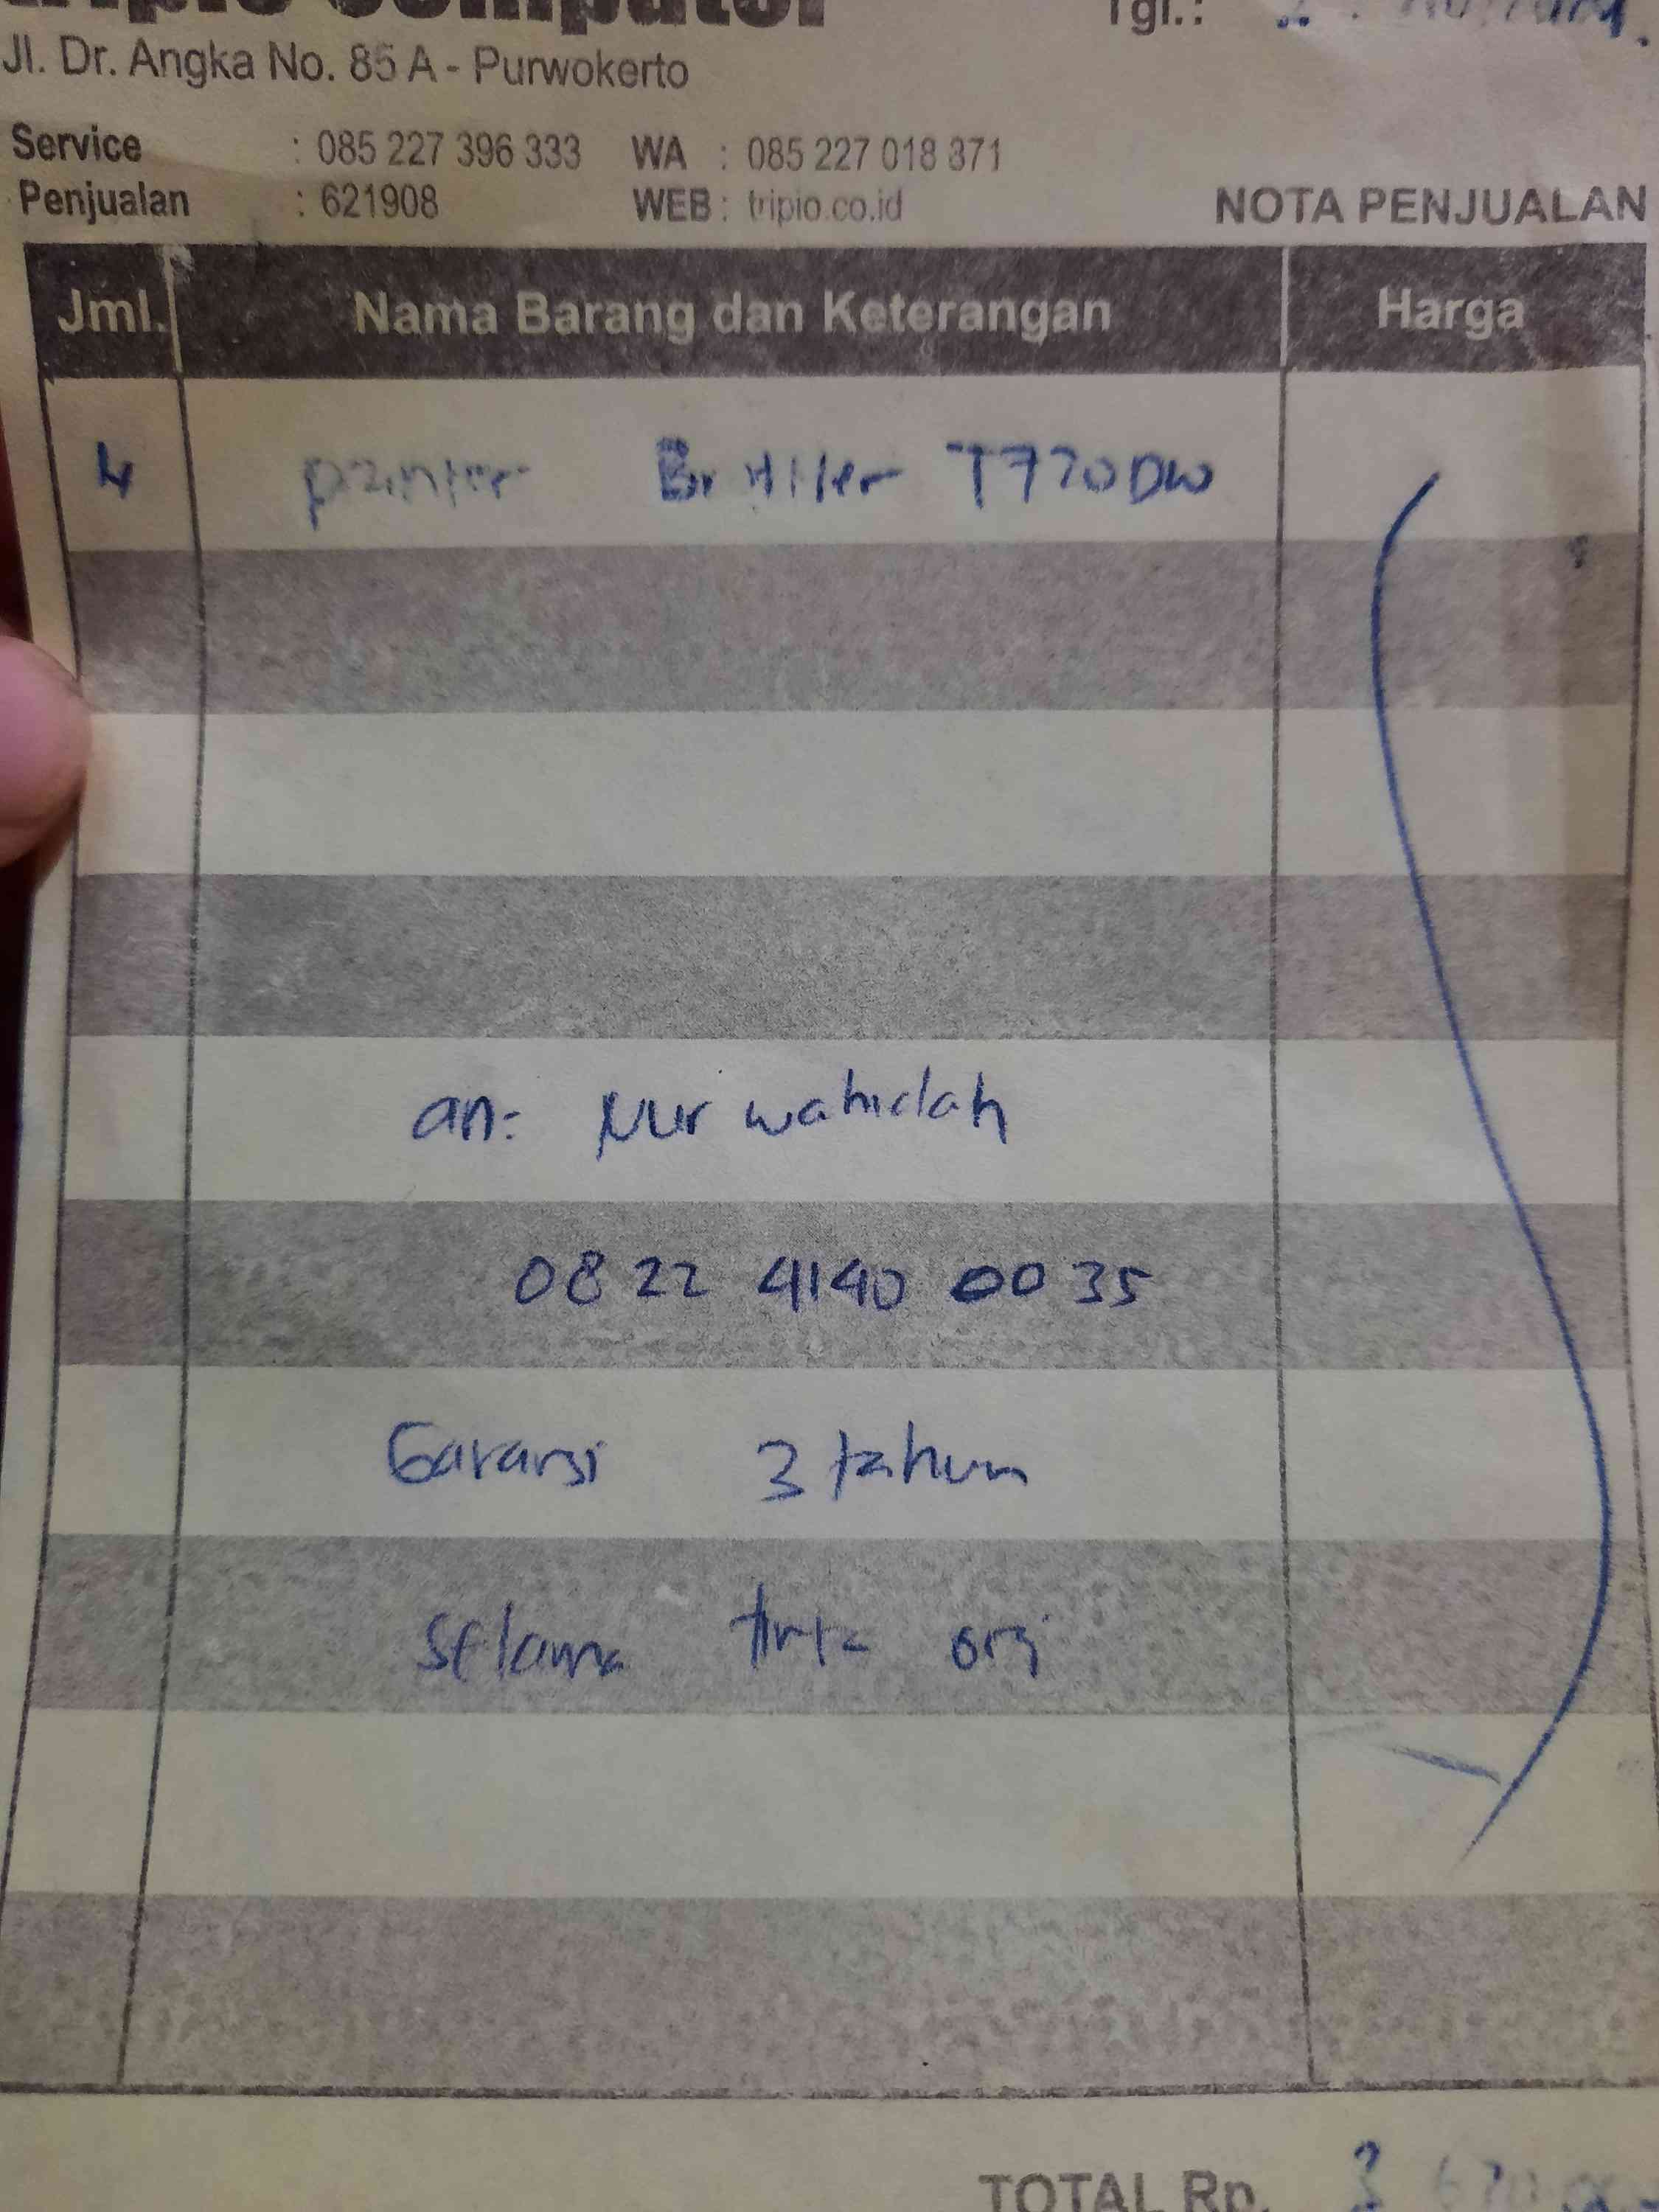 computer
Tgl.:
Jl. Dr. Angka No. 85 A - Purwokerto
Service : 085 227 396 333 WA : 085 227 018 371
Penjualan : 621908 WEB : tripio.co.id
NOTA PENJUALAN
Jml. Nama Barang dan Keterangan Harga
printer Brother T720DW
an: Nur wahidah
0822 4140 0035
Garansi 3 tahun
Selama tinta ori
TOTAL Rp.